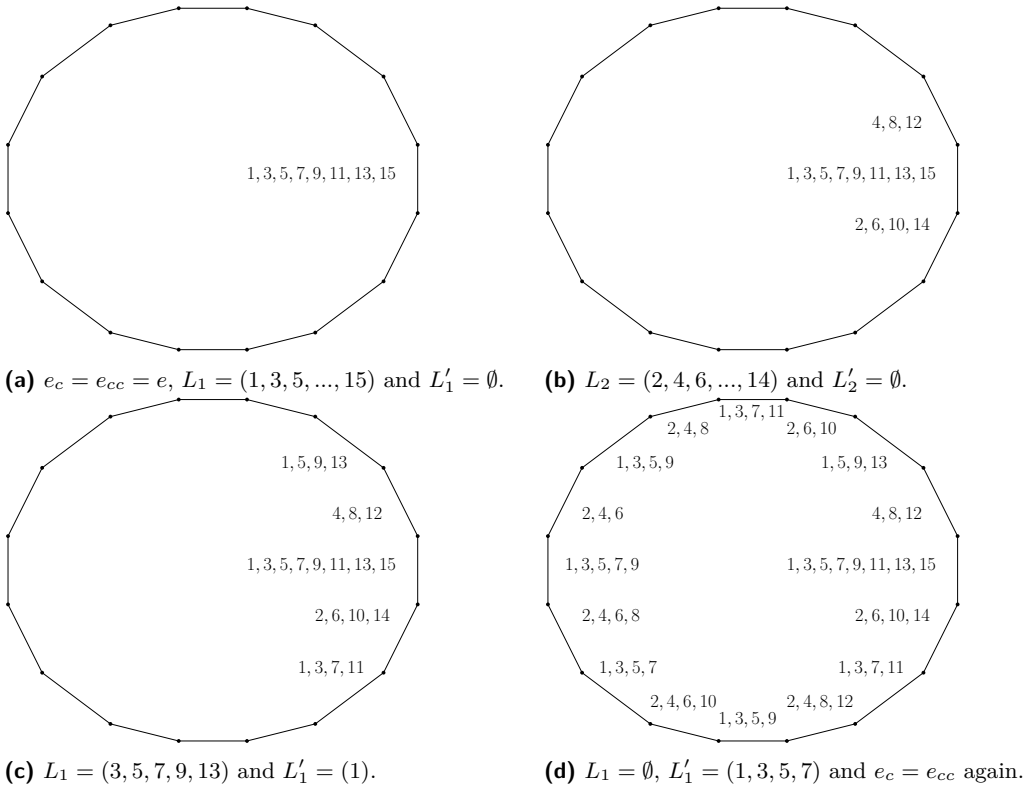 1, 3, 5, 7, 9, 11, 13, 15
4, 8, 12
1, 3, 5, 7, 9, 11, 13, 15
2, 6, 10, 14
(a) e_c = e_{cc} = e, L_1 = (1, 3, 5, ..., 15) and L'_1 = ∅.
(b) L_2 = (2, 4, 6, ..., 14) and L'_2 = ∅.
1, 5, 9, 13
4, 8, 12
1, 3, 5, 7, 9, 11, 13, 15
2, 6, 10, 14
1, 3, 7, 11
1, 3, 7, 11
2, 4, 8
2, 6, 10
1, 3, 5, 9
1, 5, 9, 13
2, 4, 6
4, 8, 12
1, 3, 5, 7, 9
1, 3, 5, 7, 9, 11, 13, 15
2, 4, 6, 8
2, 6, 10, 14
1, 3, 5, 7
1, 3, 7, 11
2, 4, 6, 10
2, 4, 8, 12
1, 3, 5, 9
(c) L_1 = (3, 5, 7, 9, 13) and L'_1 = (1).
(d) L_1 = ∅, L'_1 = (1, 3, 5, 7) and e_c = e_{cc} again.